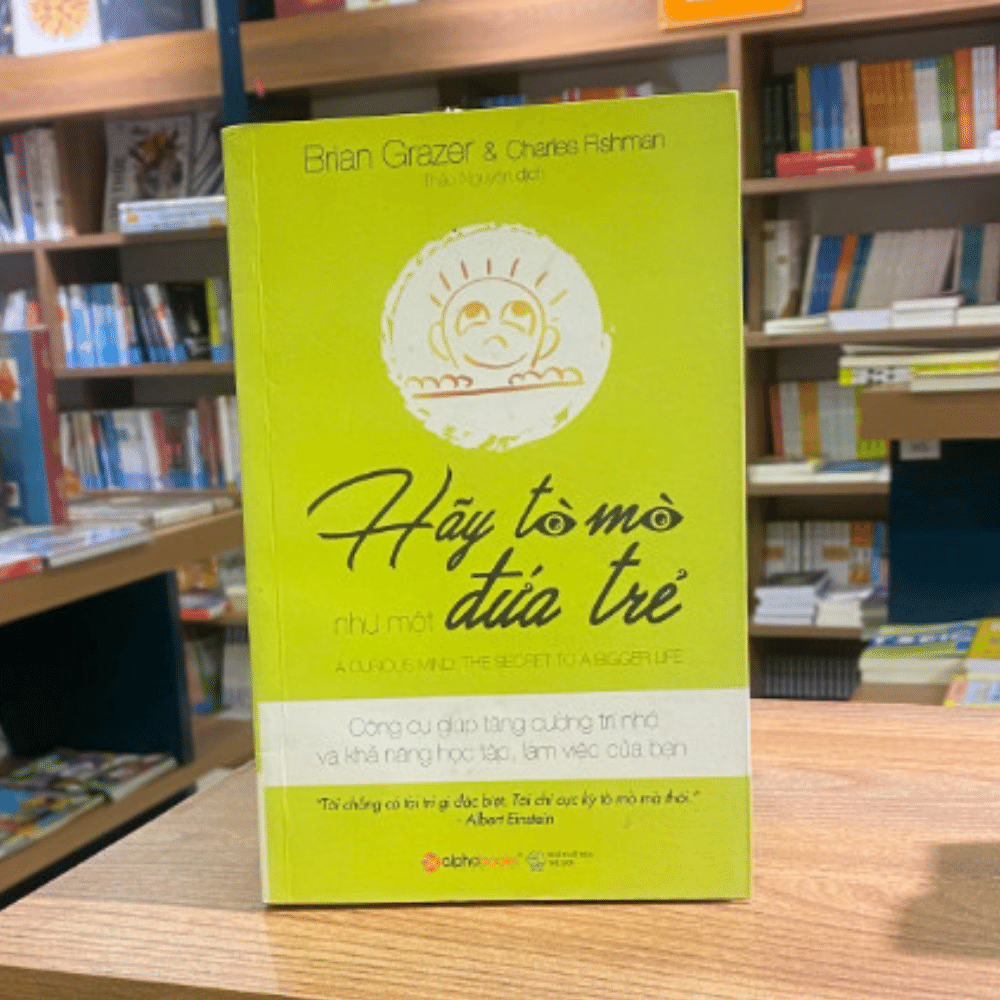 Brian Grazer & Charles Fishman
Thảo Nguyên dịch
Hãy tò mò
như một đứa trẻ
A CURIOUS MIND: THE SECRET TO A BIGGER LIFE
Công cụ giúp tăng cường trí nhớ
và khả năng học tập, làm việc của bạn
"Tôi chẳng có tài trí gì đặc biệt. Tôi chỉ cực kỳ tò mò mà thôi."
- Albert Einstein
alphabooks